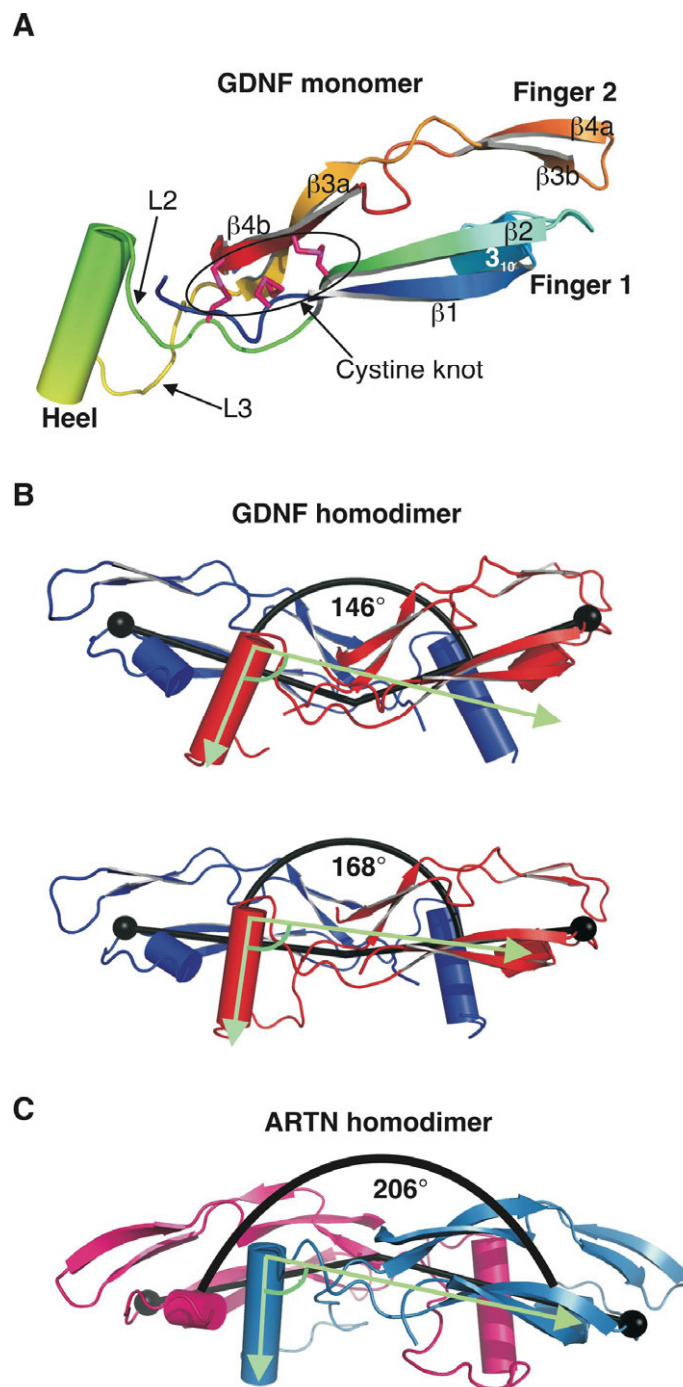 A
GDNF monomer
Finger 2
β4a
β3b
β3a
L2
β4b
β2
3₁₀
Finger 1
β1
Cystine knot
L3
Heel
B
GDNF homodimer
146°
168°
C
ARTN homodimer
206°